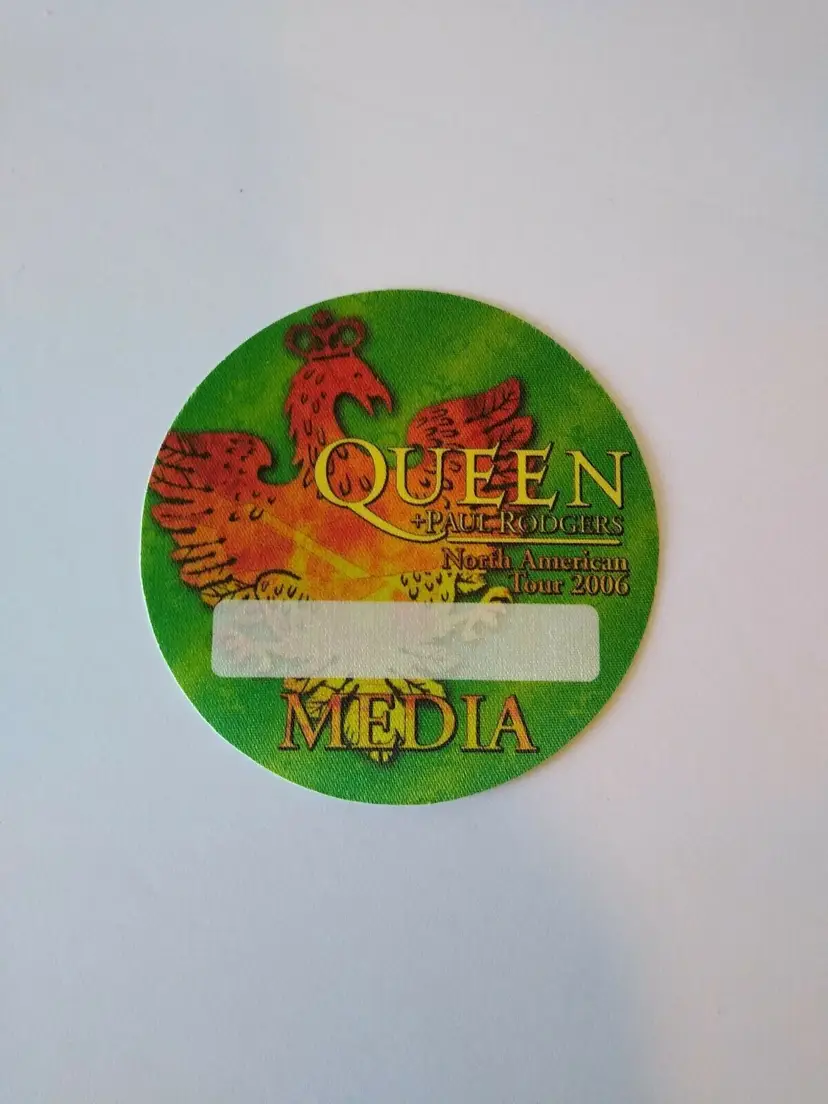 QUEEN
+PAUL RODGERS
North American
Tour 2006
MEDIA